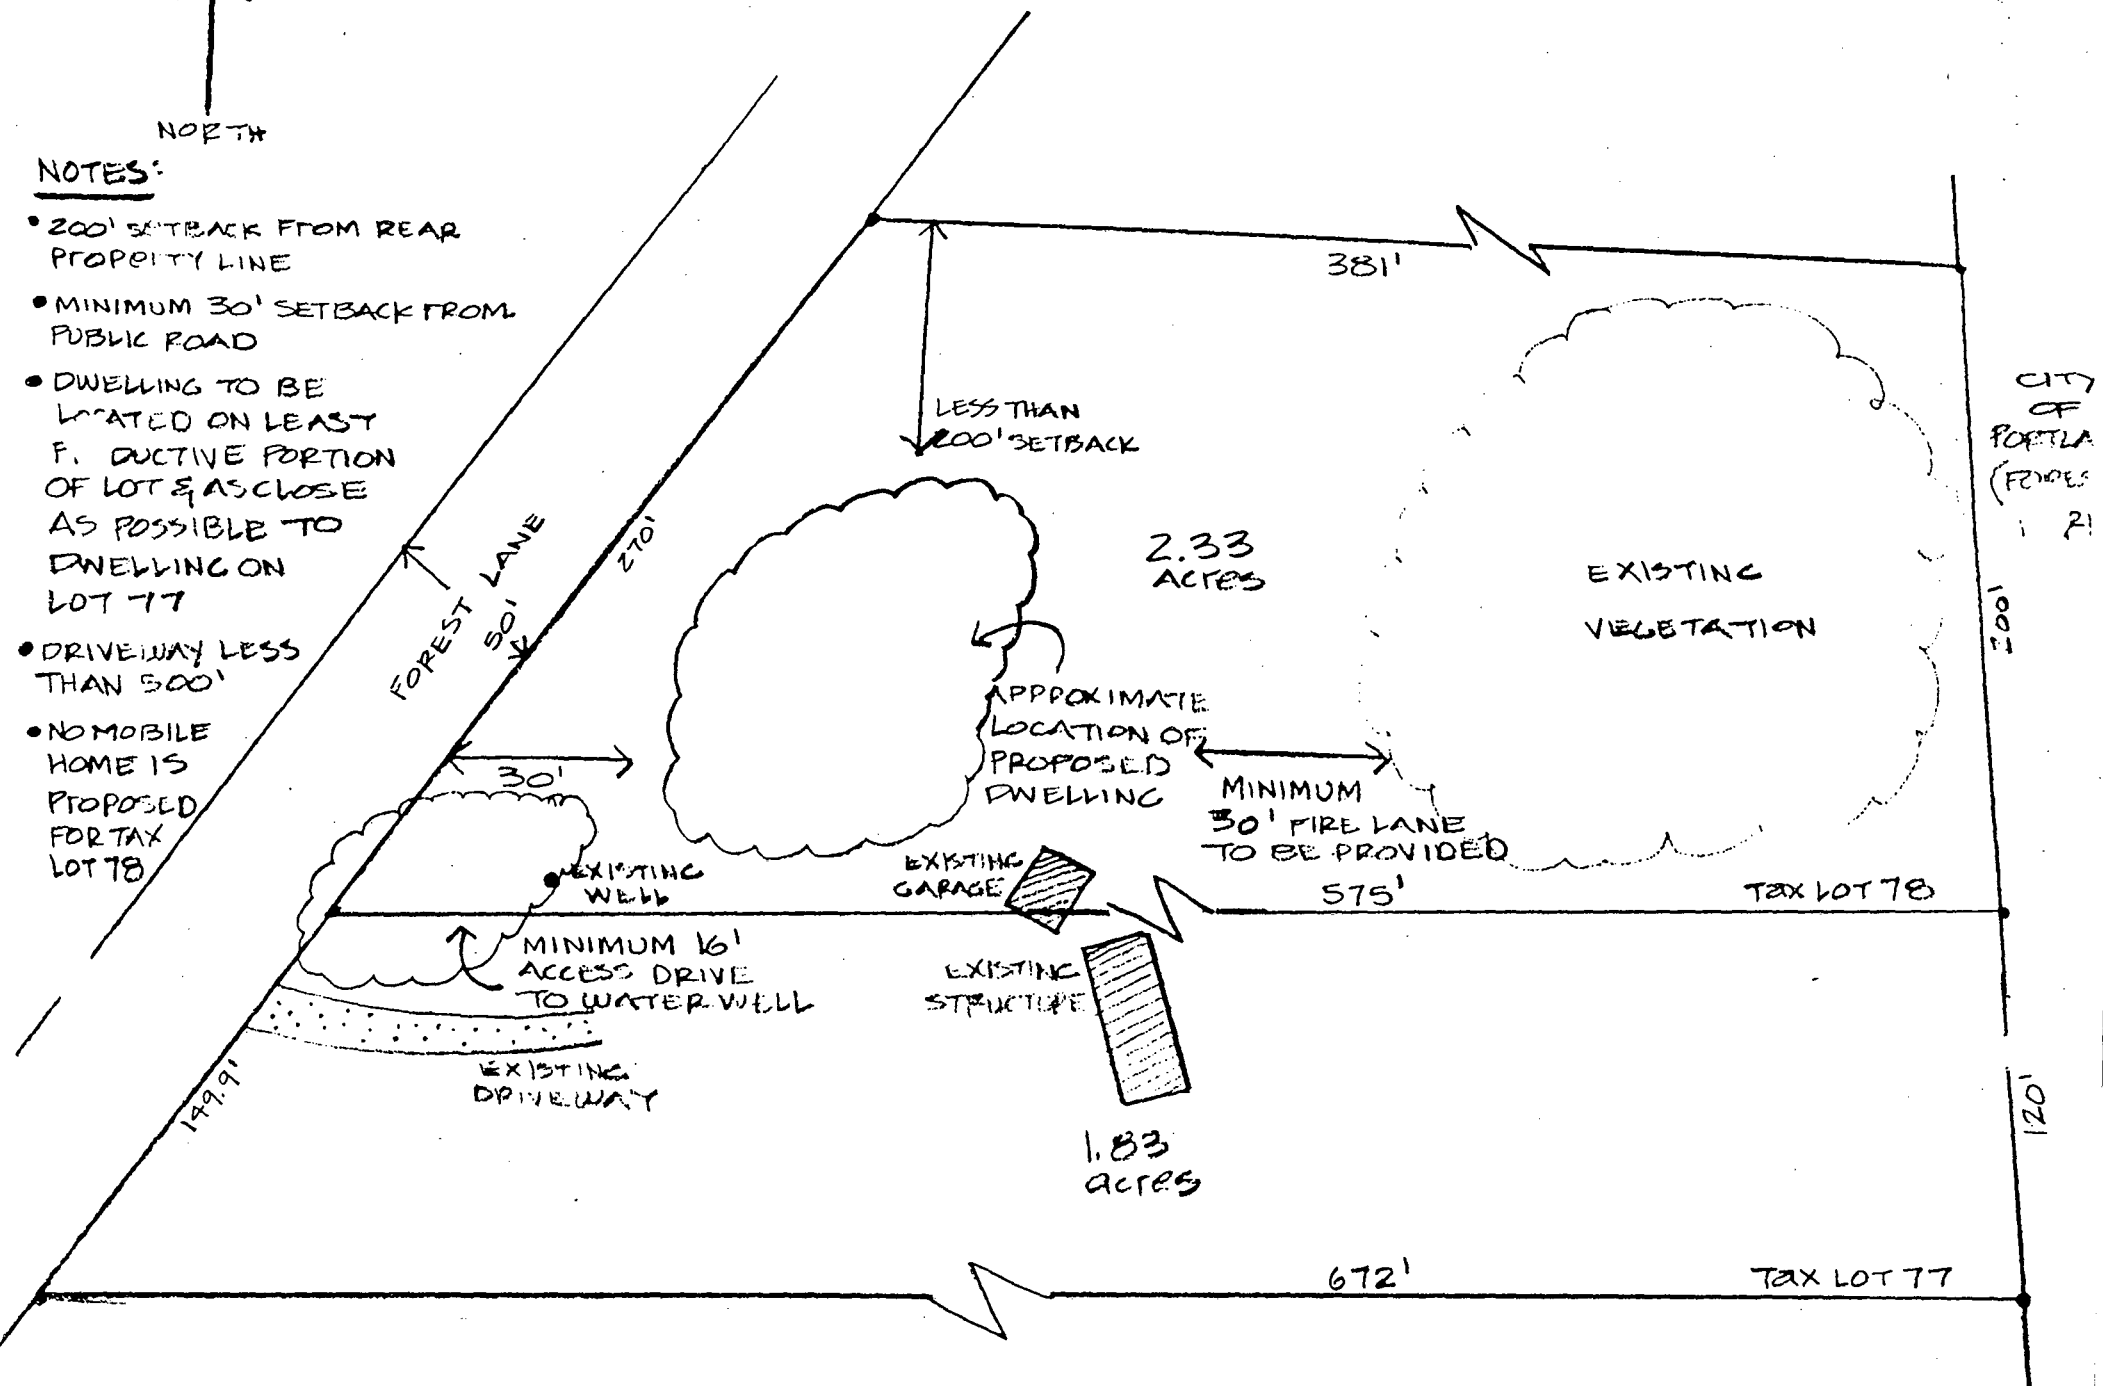 NORTH
NOTES:
• 200' SETBACK FROM REAR
PROPERTY LINE
• MINIMUM 30' SETBACK FROM
PUBLIC ROAD
• DWELLING TO BE
LOCATED ON LEAST
OF LOT & AS CLOSE
AS POSSIBLE TO
DWELLING ON
LOT 77
• DRIVEWAY LESS
THAN 500'
• NO MOBILE
HOME IS
PROPOSED
FOR TAX
LOT 78
FOREST LANE
50'
270'
381'
LESS THAN
200' SETBACK
2.33
Acres
EXISTING
VEGETATION
CITY
OF
200'
APPPOXIMATE
LOCATION OF
PROPOSED
DWELLING
30'
MINIMUM
30' FIRE LANE
TO BE PROVIDED
EXISTING
WELL
EXISTING
GARAGE
575'
TAX LOT 78
MINIMUM 16'
ACCESS DRIVE
TO WATER WELL
EXISTING
STRUCTURE
EXISTING
DRIVEWAY
149.9'
120'
1.83
acres
672'
TAX LOT 77